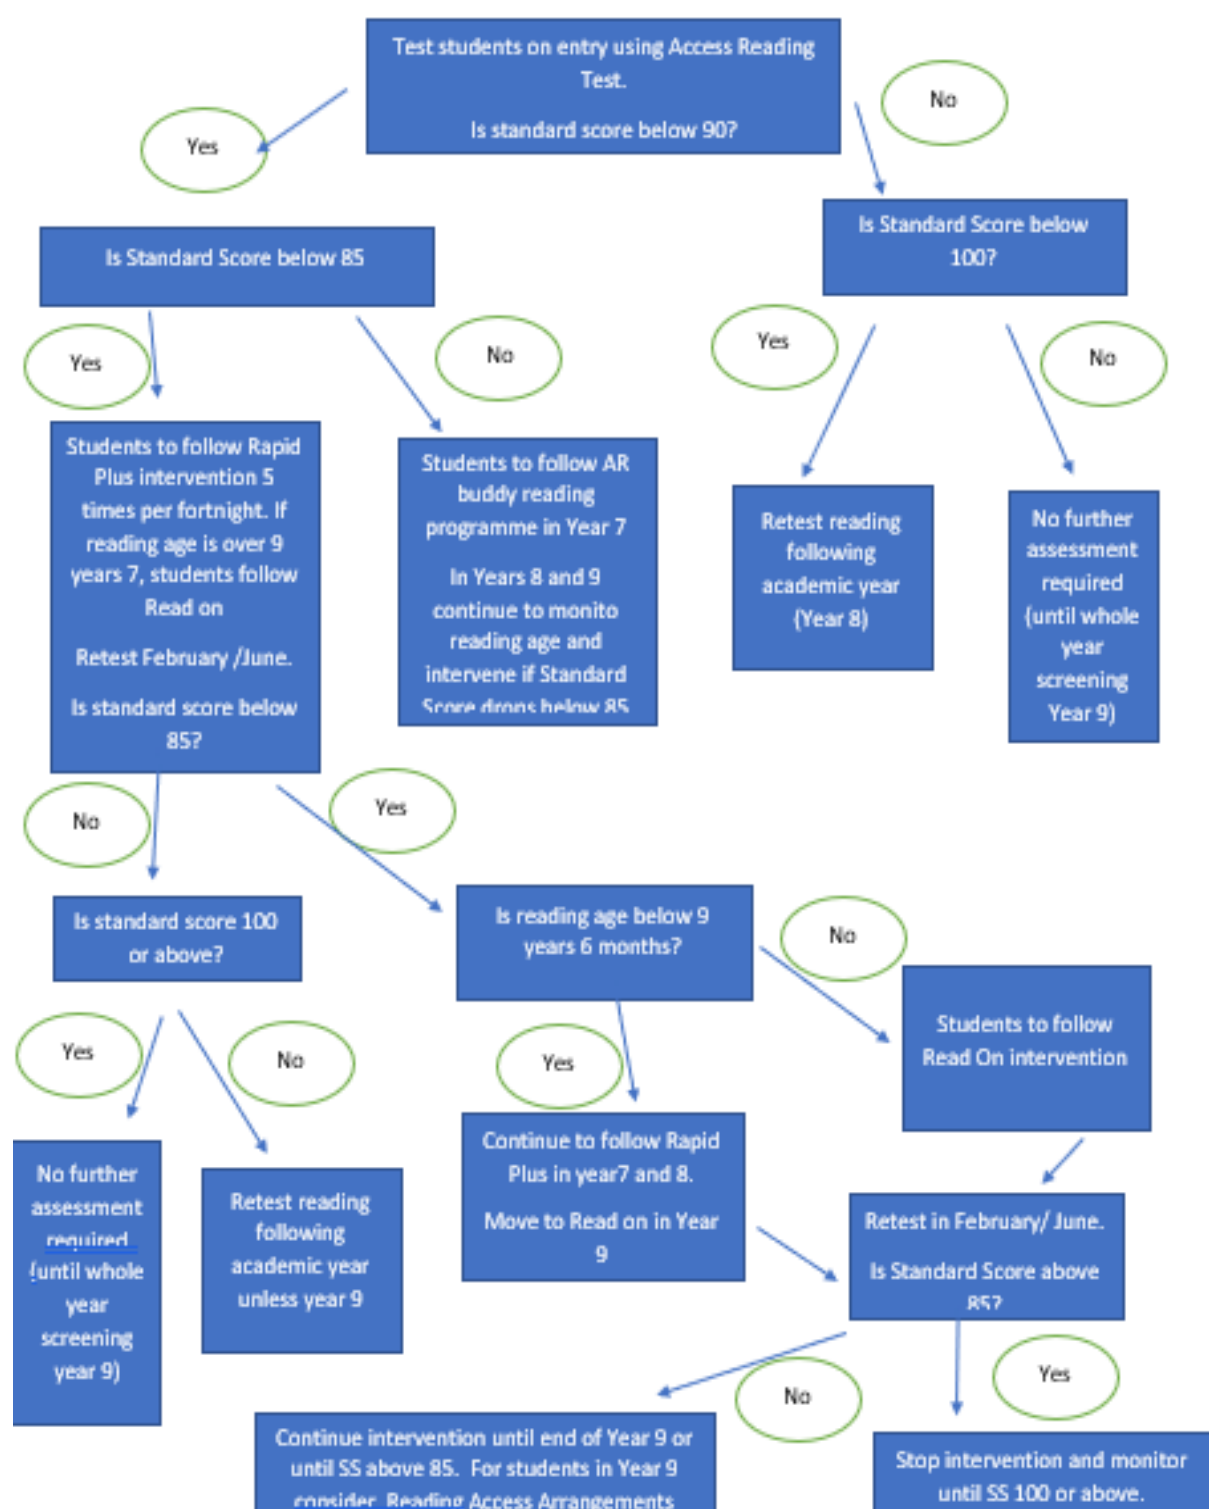 Test students on entry using Access Reading
Test.
Is standard score below 90?
No
Yes
Is Standard Score below
100?
Is Standard Score below 85
Yes
No
Yes
No
Students to follow Rapid
Plus intervention 5
times per fortnight. If
reading age is over 9
years 7, students follow
Read on
Retest February /June.
Is standard score below
85?
Students to follow AR
buddy reading
programme in Year 7
In Years 8 and 9
continue to monito
reading age and
intervene if Standard
Score drops below 85
Retest reading
following
academic year
(Year 8)
No further
assessment
required
(until whole
year
screening
Year 9)
No
Yes
Is standard score 100
or above?
Is reading age below 9
years 6 months?
No
Yes
No
Yes
Students to follow
Read On intervention
No further
assessment
required
(until whole
year
screening
year 9)
Retest reading
following
academic year
unless year 9
Continue to follow Rapid
Plus in year7 and 8.
Move to Read on in Year
9
Retest in February/ June.
Is Standard Score above
85?
No
Yes
Continue intervention until end of Year 9 or
until SS above 85. For students in Year 9
consider Reading Access Arrangements
Stop intervention and monitor
until SS 100 or above.